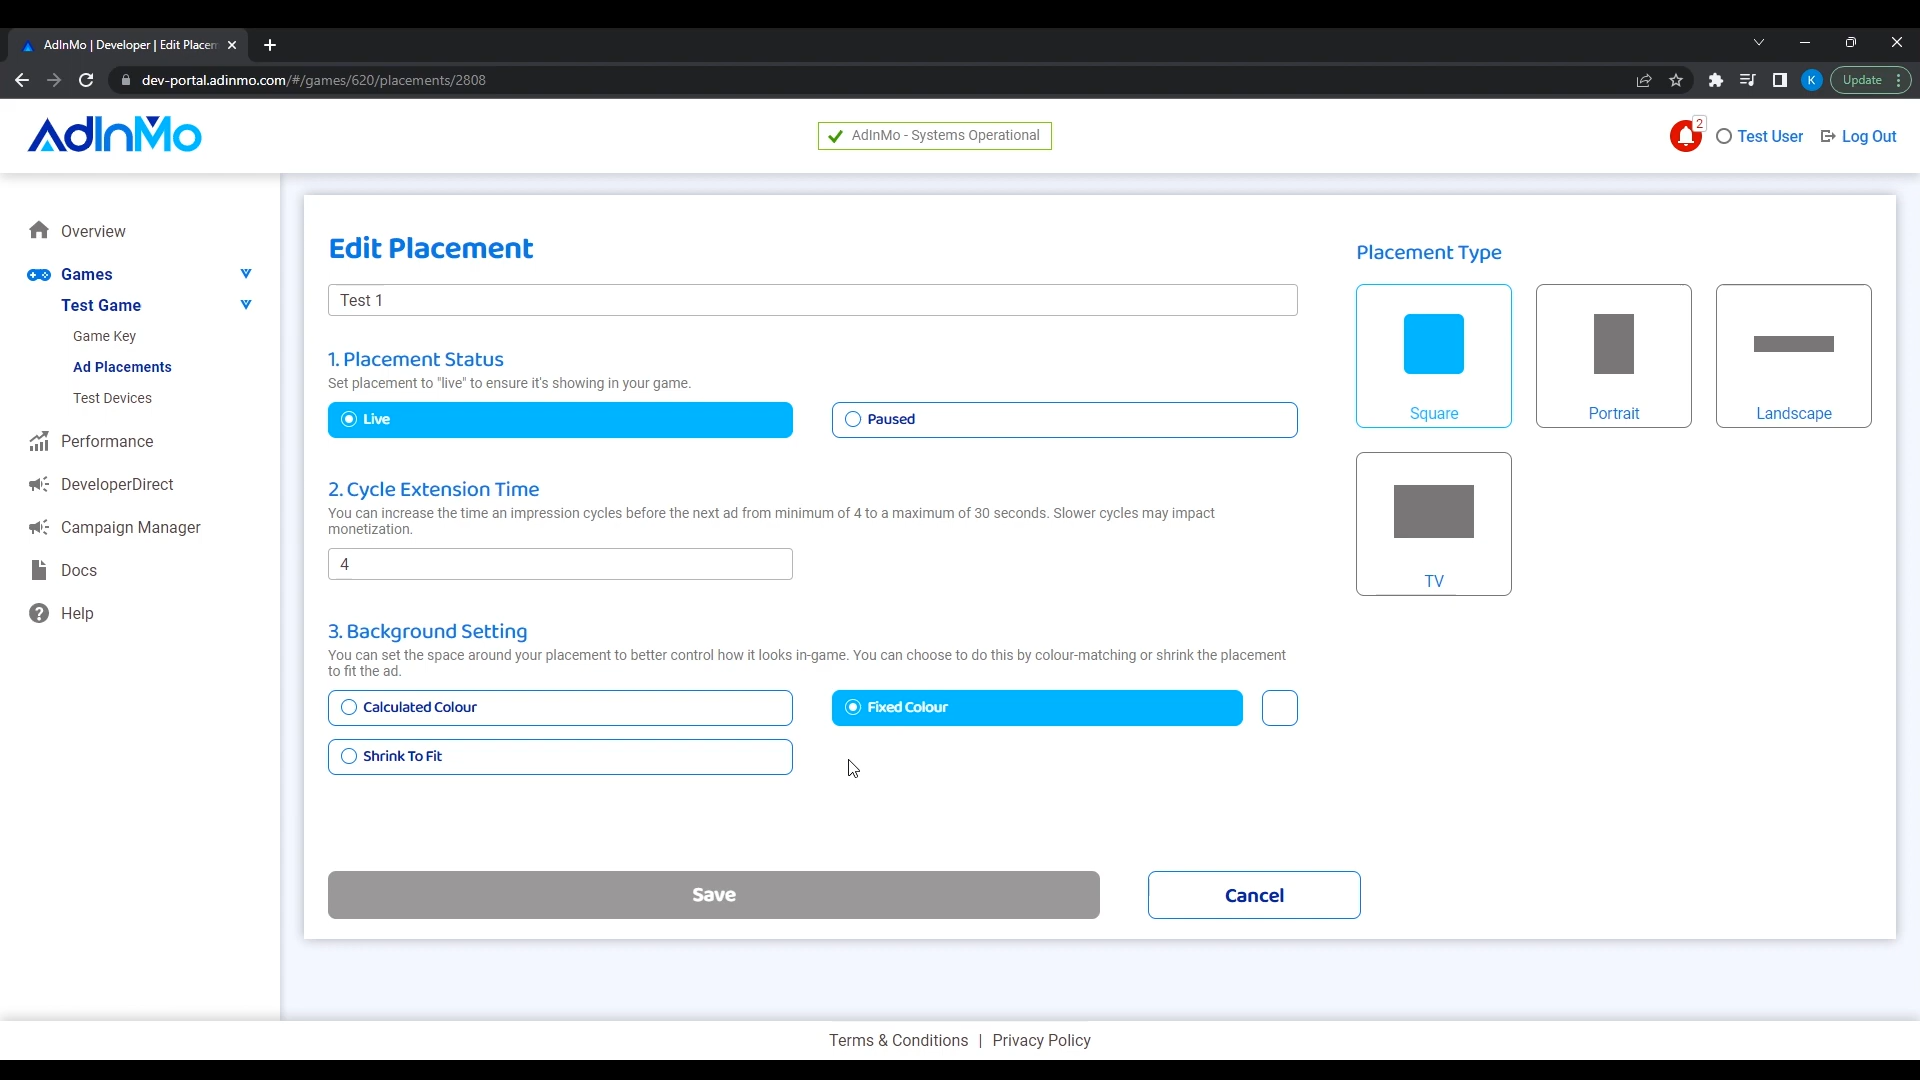 AdInMo | Developer | Edit Placem
dev-portal.adinmo.com/#/games/620/placements/2808
K
Update
AdInMo
AdInMo - Systems Operational
2
Test User
Log Out
Overview
Games
Test Game
Game Key
Ad Placements
Test Devices
Performance
DeveloperDirect
Campaign Manager
Docs
Help
Edit Placement
Test 1
1. Placement Status
Set placement to "live" to ensure it's showing in your game.
Live
Paused
2. Cycle Extension Time
You can increase the time an impression cycles before the next ad from minimum of 4 to a maximum of 30 seconds. Slower cycles may impact
monetization.
4
3. Background Setting
You can set the space around your placement to better control how it looks in-game. You can choose to do this by colour-matching or shrink the placement
to fit the ad.
Calculated Colour
Fixed Colour
Shrink To Fit
Save
Cancel
Placement Type
Square
Portrait
Landscape
TV
Terms & Conditions | Privacy Policy